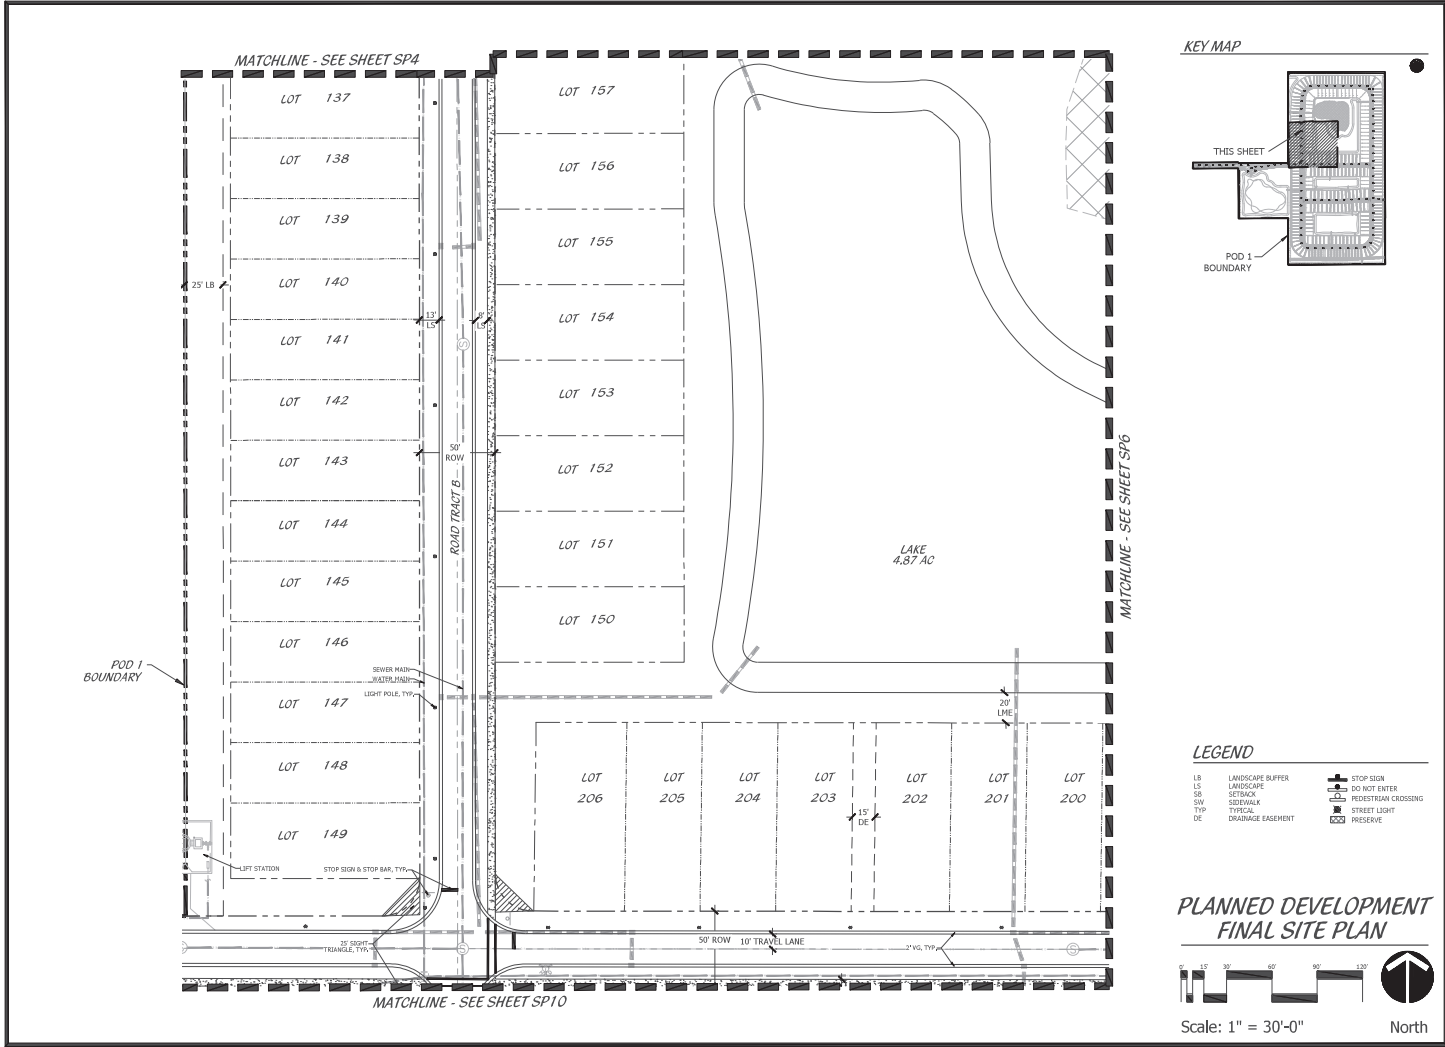 MATCHLINE - SEE SHEET SP4
KEY MAP
LOT 137
LOT 138
LOT 139
LOT 140
LOT 141
LOT 142
LOT 143
LOT 144
LOT 145
LOT 146
LOT 147
LOT 148
LOT 149
25' LB
13'
LS
8'
LS
50'
ROW
ROAD TRACT B
LOT 157
LOT 156
LOT 155
LOT 154
LOT 153
LOT 152
LOT 151
LOT 150
LAKE
4.87 AC
MATCHLINE - SEE SHEET SP6
THIS SHEET
POD 1
BOUNDARY
POD 1
BOUNDARY
SEWER MAIN
WATER MAIN
LIGHT POLE, TYP.
20'
LME
LOT
206
LOT
205
LOT
204
LOT
203
LOT
202
LOT
201
LOT
200
15'
DE
LIFT STATION
STOP SIGN & STOP BAR, TYP.
25' SIGHT
TRIANGLE, TYP.
50' ROW
10' TRAVEL LANE
2' VG, TYP.
S
S
S
S
MATCHLINE - SEE SHEET SP10
LEGEND
LB LANDSCAPE BUFFER
LS LANDSCAPE
SB SETBACK
SW SIDEWALK
TYP TYPICAL
DE DRAINAGE EASEMENT
STOP SIGN
DO NOT ENTER
PEDESTRIAN CROSSING
STREET LIGHT
PRESERVE
PLANNED DEVELOPMENT
FINAL SITE PLAN
0' 15' 30' 60' 90' 120'
Scale: 1" = 30'-0"
North